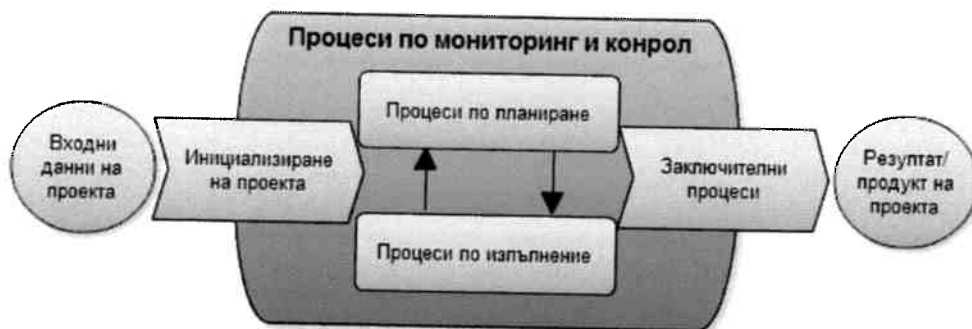 Процеси по мониторинг и конрол
Процеси по планиране
Входни
данни на
проекта
Инициализиране
на проекта
Заключителни
процеси
Резултат/
продукт на
проекта
Процеси по изпълнение